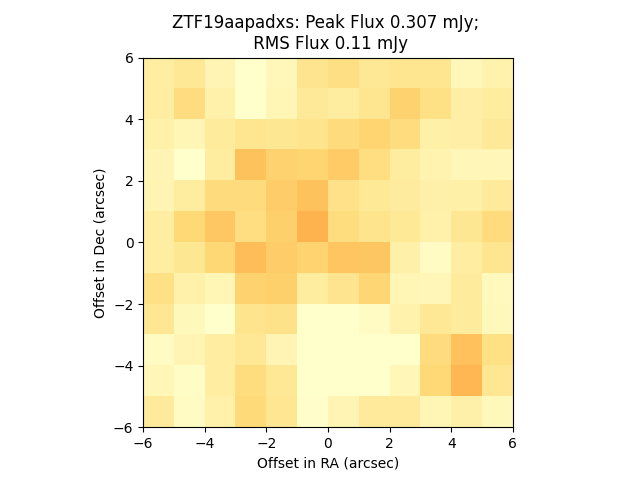 ZTF19aapadxs: Peak Flux 0.307 mJy;
RMS Flux 0.11 mJy
6
4
2
0
−2
−4
−6
Offset in Dec (arcsec)
−6 −4 −2 0 2 4 6
Offset in RA (arcsec)